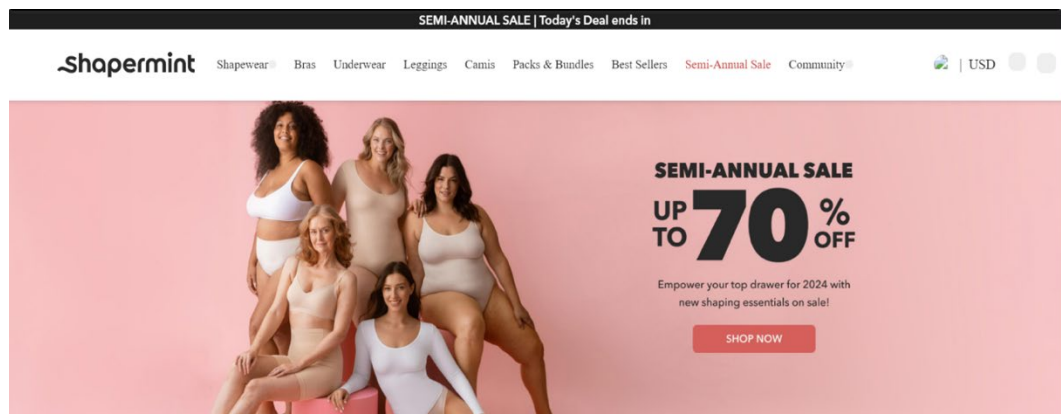 SEMI-ANNUAL SALE | Today's Deal ends in
Shapermint Shapewear Bras Underwear Leggings Camis Packs & Bundles Best Sellers Semi-Annual Sale Community | USD
SEMI-ANNUAL SALE
UP TO 70% OFF
Empower your top drawer for 2024 with
new shaping essentials on sale!
SHOP NOW